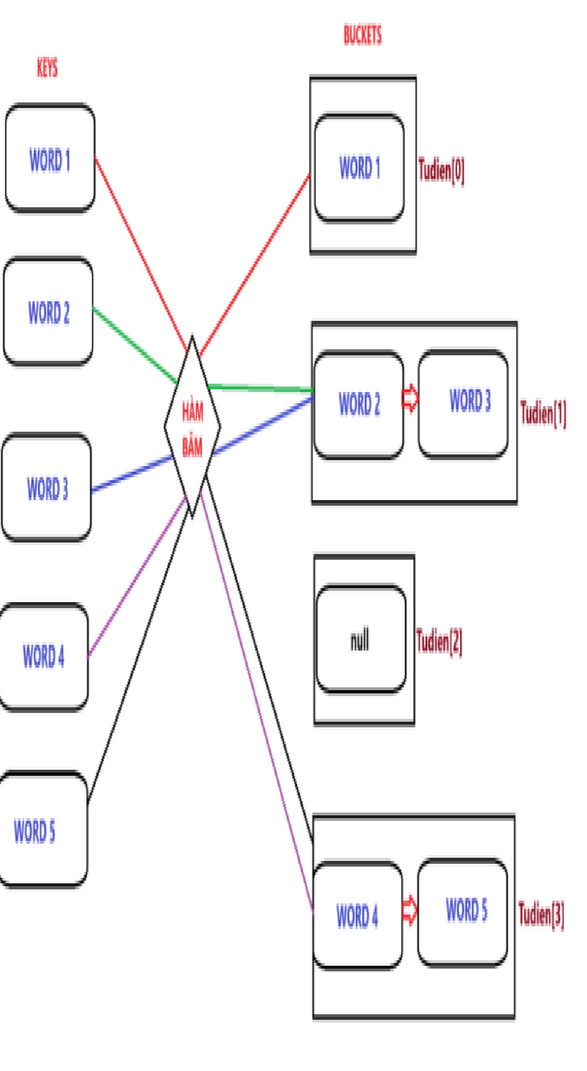 BUCKETS
KEYS
WORD 1
WORD 1
Tudien[0]
WORD 2
WORD 2
WORD 3
Tudien[1]
HÀM
BĂM
WORD 3
null
Tudien[2]
WORD 4
WORD 5
WORD 4
WORD 5
Tudien[3]